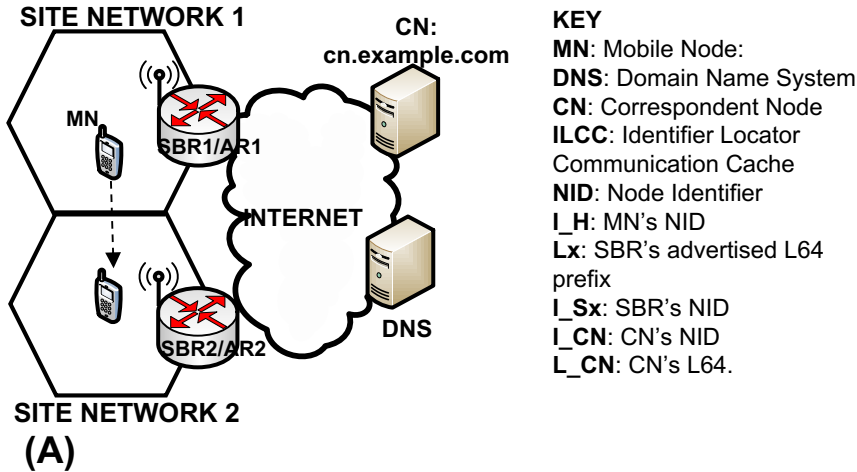 SITE NETWORK 1
CN:
cn.example.com
MN
SBR1/AR1
INTERNET
SBR2/AR2
DNS
SITE NETWORK 2
(A)
KEY
MN: Mobile Node:
DNS: Domain Name System
CN: Correspondent Node
ILCC: Identifier Locator
Communication Cache
NID: Node Identifier
I_H: MN's NID
Lx: SBR's advertised L64
prefix
I_Sx: SBR's NID
I_CN: CN's NID
L_CN: CN's L64.